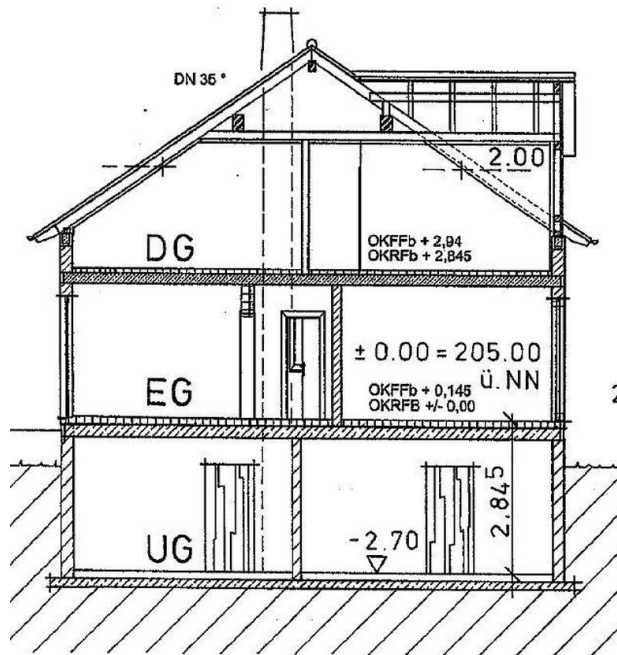 DN 35°
2.00
DG
OKFFb + 2,94
OKRFb + 2,845
± 0.00 = 205.00
ü.NN
EG
OKFFb + 0,145
OKRFB +/- 0,00
2.845
UG
-2.70
2